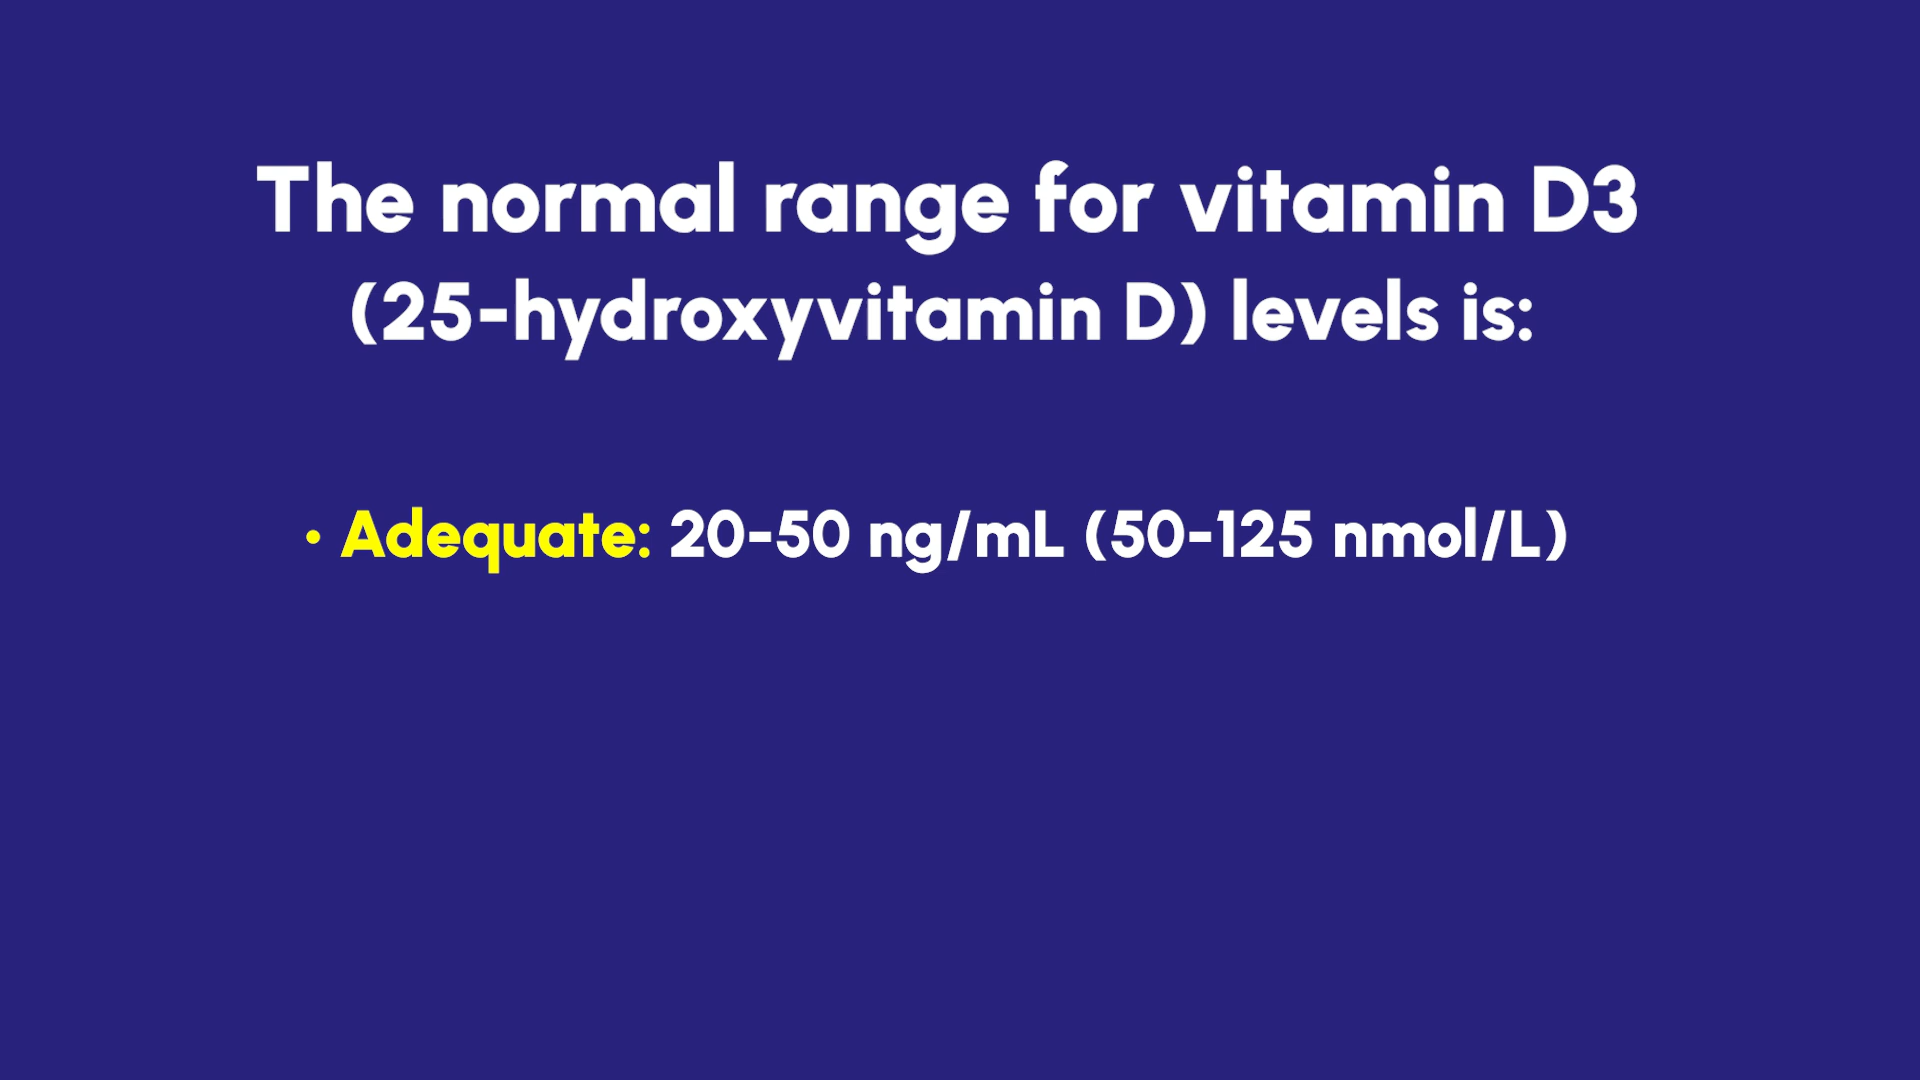 The normal range for vitamin D3
(25-hydroxyvitamin D) levels is:
• Adequate: 20-50 ng/mL (50-125 nmol/L)